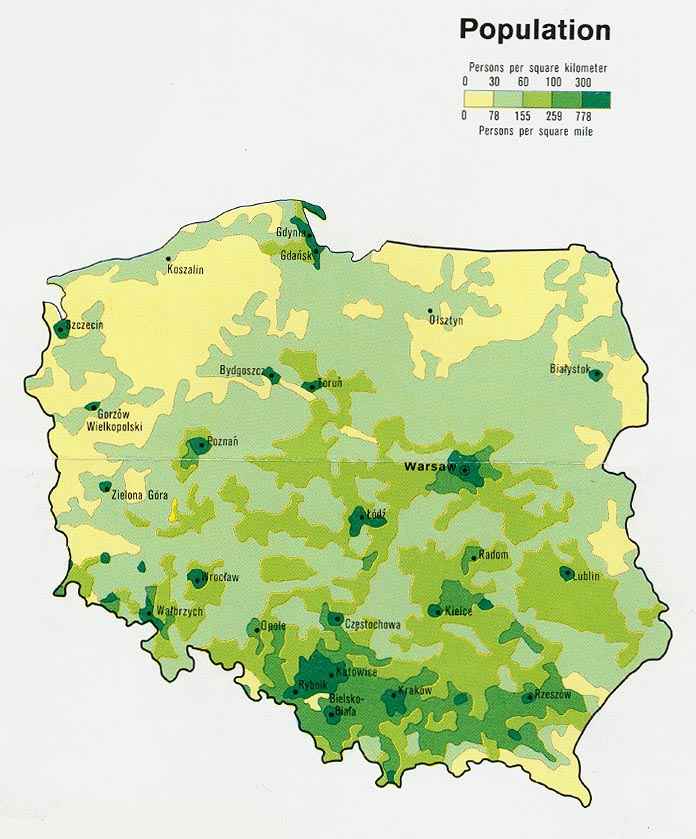 Population
Persons per square kilometer
0 30 60 100 300
0 78 155 259 778
Persons per square mile
Gdynia
Gdańsk
Koszalin
Olsztyn
Szczecin
Bydgoszcz
Toruń
Białystok
Gorzów
Wielkopolski
Poznań
Warsaw
Zielona Góra
Łódź
Radom
Wrocław
Lublin
Wałbrzych
Kielce
Opole
Częstochowa
Katowice
Rybnik
Kraków
Rzeszów
Bielsko-
Biała